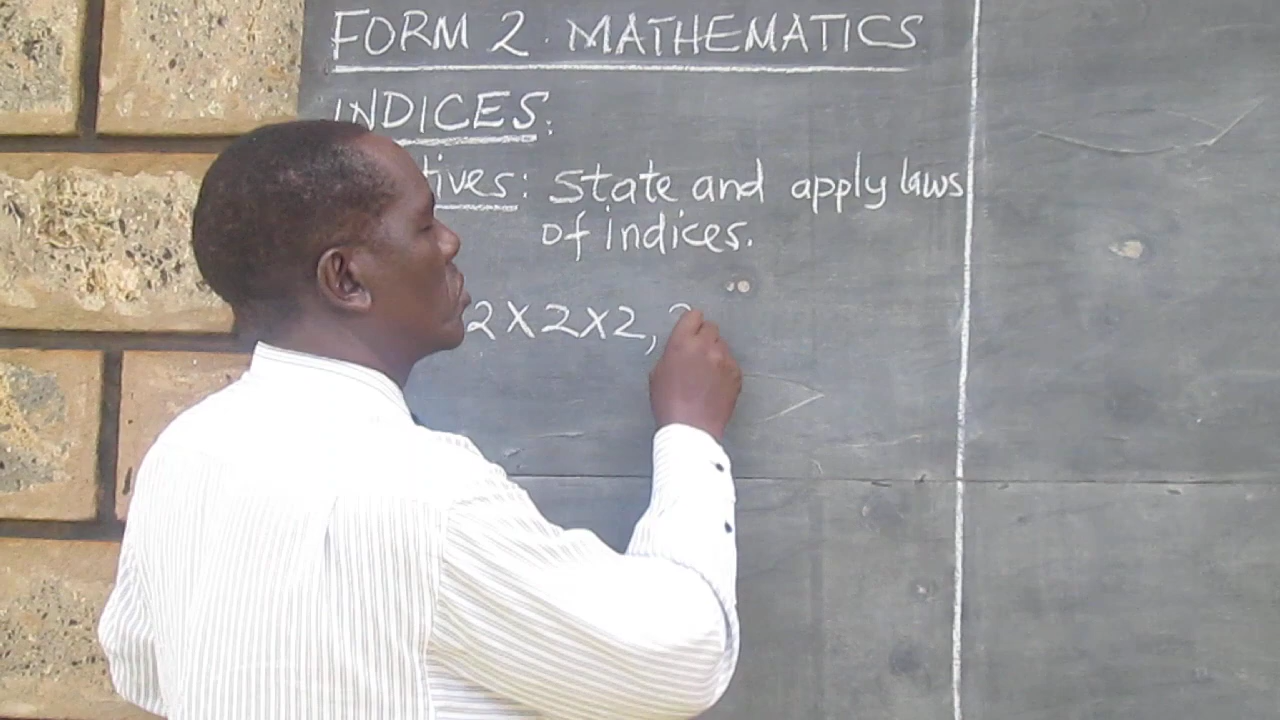 FORM 2. MATHEMATICS
INDICES:
tives: State and apply laws
of indices.
2X2X2,